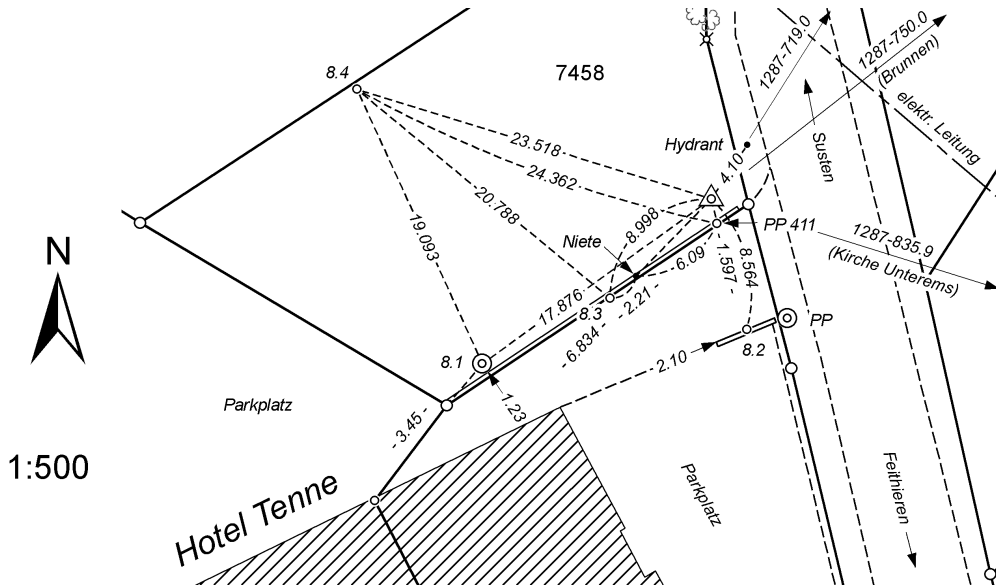 8.4
7458
1287-719.0
1287-750.0
(Brunnen)
elektr. Leitung
Hydrant
4.10
Susten
23.518
24.362
20.788
19.093
8.998
N
Niete
PP 411
1287-835.9
(Kirche Unterems)
6.09
1.597
8.564
17.876
8.3
2.21
6.834
PP
8.2
8.1
2.10
1.23
Parkplatz
3.45
1:500
Hotel Tenne
Parkplatz
Feithieren